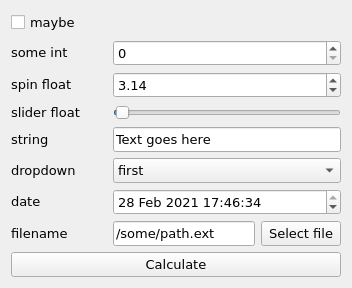 maybe
some int 0
spin float 3.14
slider float
string Text goes here
dropdown first
date 28 Feb 2021 17:46:34
filename /some/path.ext Select file
Calculate